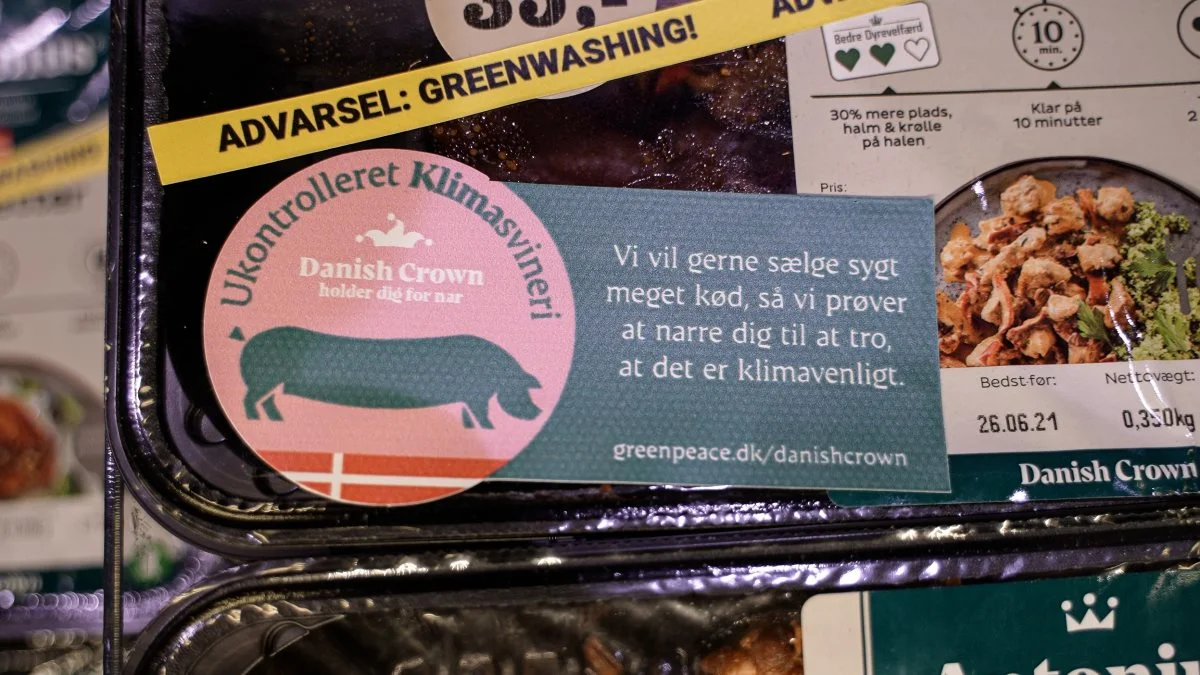 ADVARSEL: GREENWASHING!
Bedre Dyrevelfærd
10
min.
30% mere plads,
halm & krølle
på halen
Klar på
10 minutter
2
Pris:
Ukontrolleret Klimasvineri
Danish Crown
holder dig for nar
Vi vil gerne sælge sygt
meget kød, så vi prøver
at narre dig til at tro,
at det er klimavenligt.
greenpeace.dk/danishcrown
Bedst før:
26.06.21
Nettovægt:
0,350kg
Danish Crown